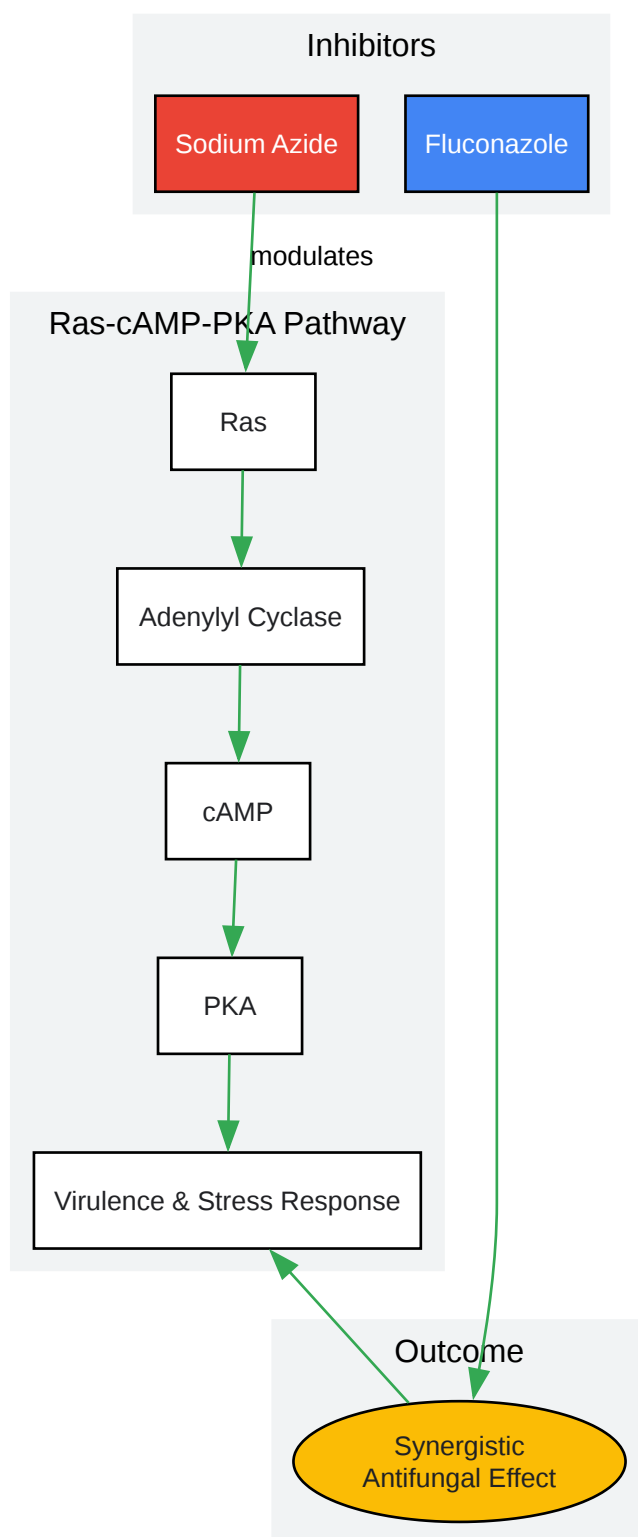 Inhibitors
Sodium Azide
Fluconazole
modulates
Ras-cAMP-PKA Pathway
Ras
Adenylyl Cyclase
cAMP
PKA
Virulence & Stress Response
Outcome
Synergistic
Antifungal Effect